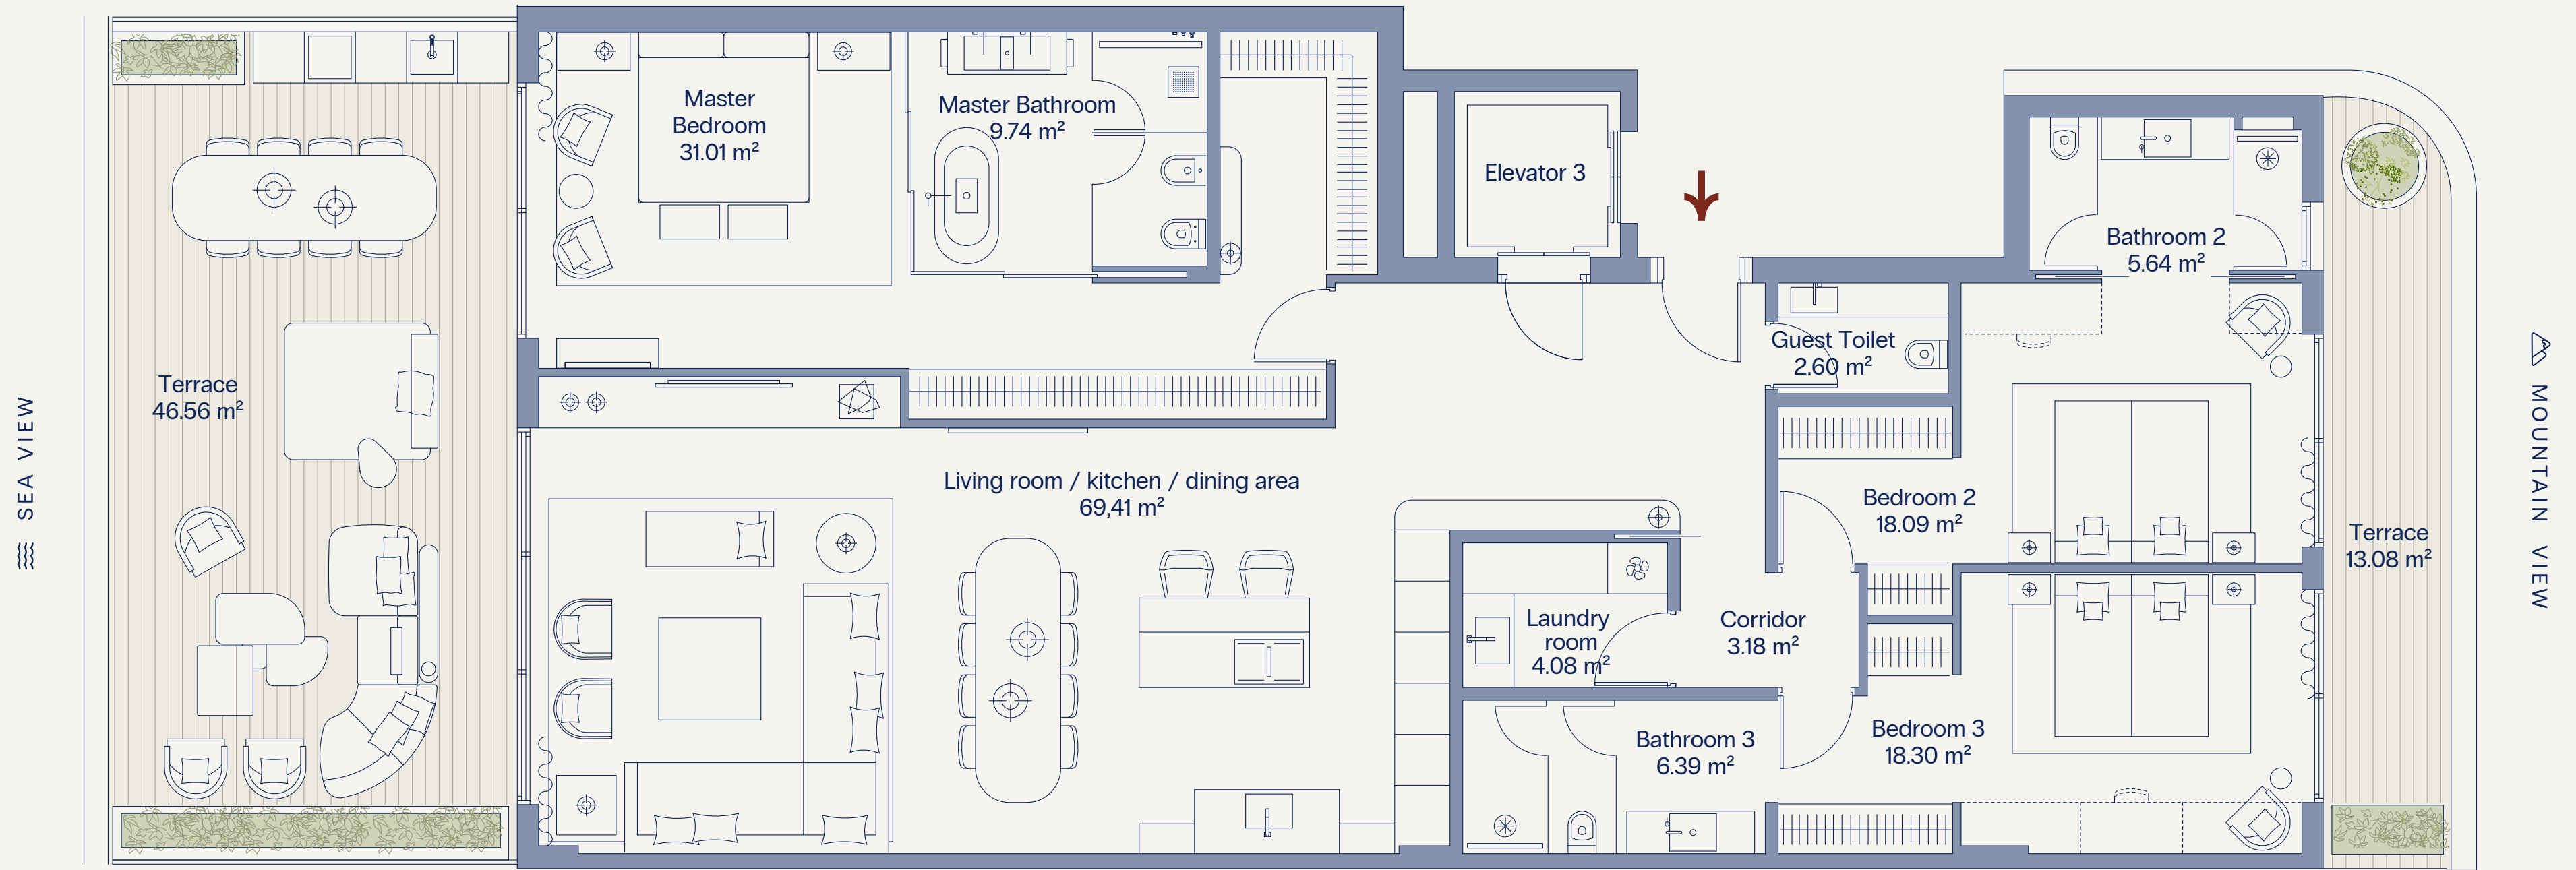 SEA VIEW
Terrace
46.56 m²
Master
Bedroom
31.01 m²
Master Bathroom
9.74 m²
Living room / kitchen / dining area
69,41 m²
Elevator 3
Guest Toilet
2.60 m²
Bathroom 2
5.64 m²
Bedroom 2
18.09 m²
Laundry
room
4.08 m²
Corridor
3.18 m²
Bathroom 3
6.39 m²
Bedroom 3
18.30 m²
Terrace
13.08 m²
MOUNTAIN VIEW